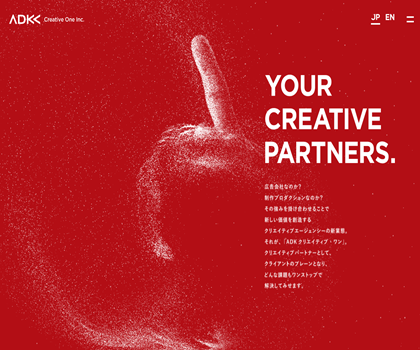 ADK Creative One Inc.
JP EN
YOUR
CREATIVE
PARTNERS.
広告会社なのか？
制作プロダクションなのか？
その強みを掛け合わせることで
新しい価値を創造する
クリエイティブエージェンシーの新業態。
それが、「ADKクリエイティブ・ワン」。
クリエイティブパートナーとして、
クライアントのブレーンとなり、
どんな課題もワンストップで
解決してみせます。